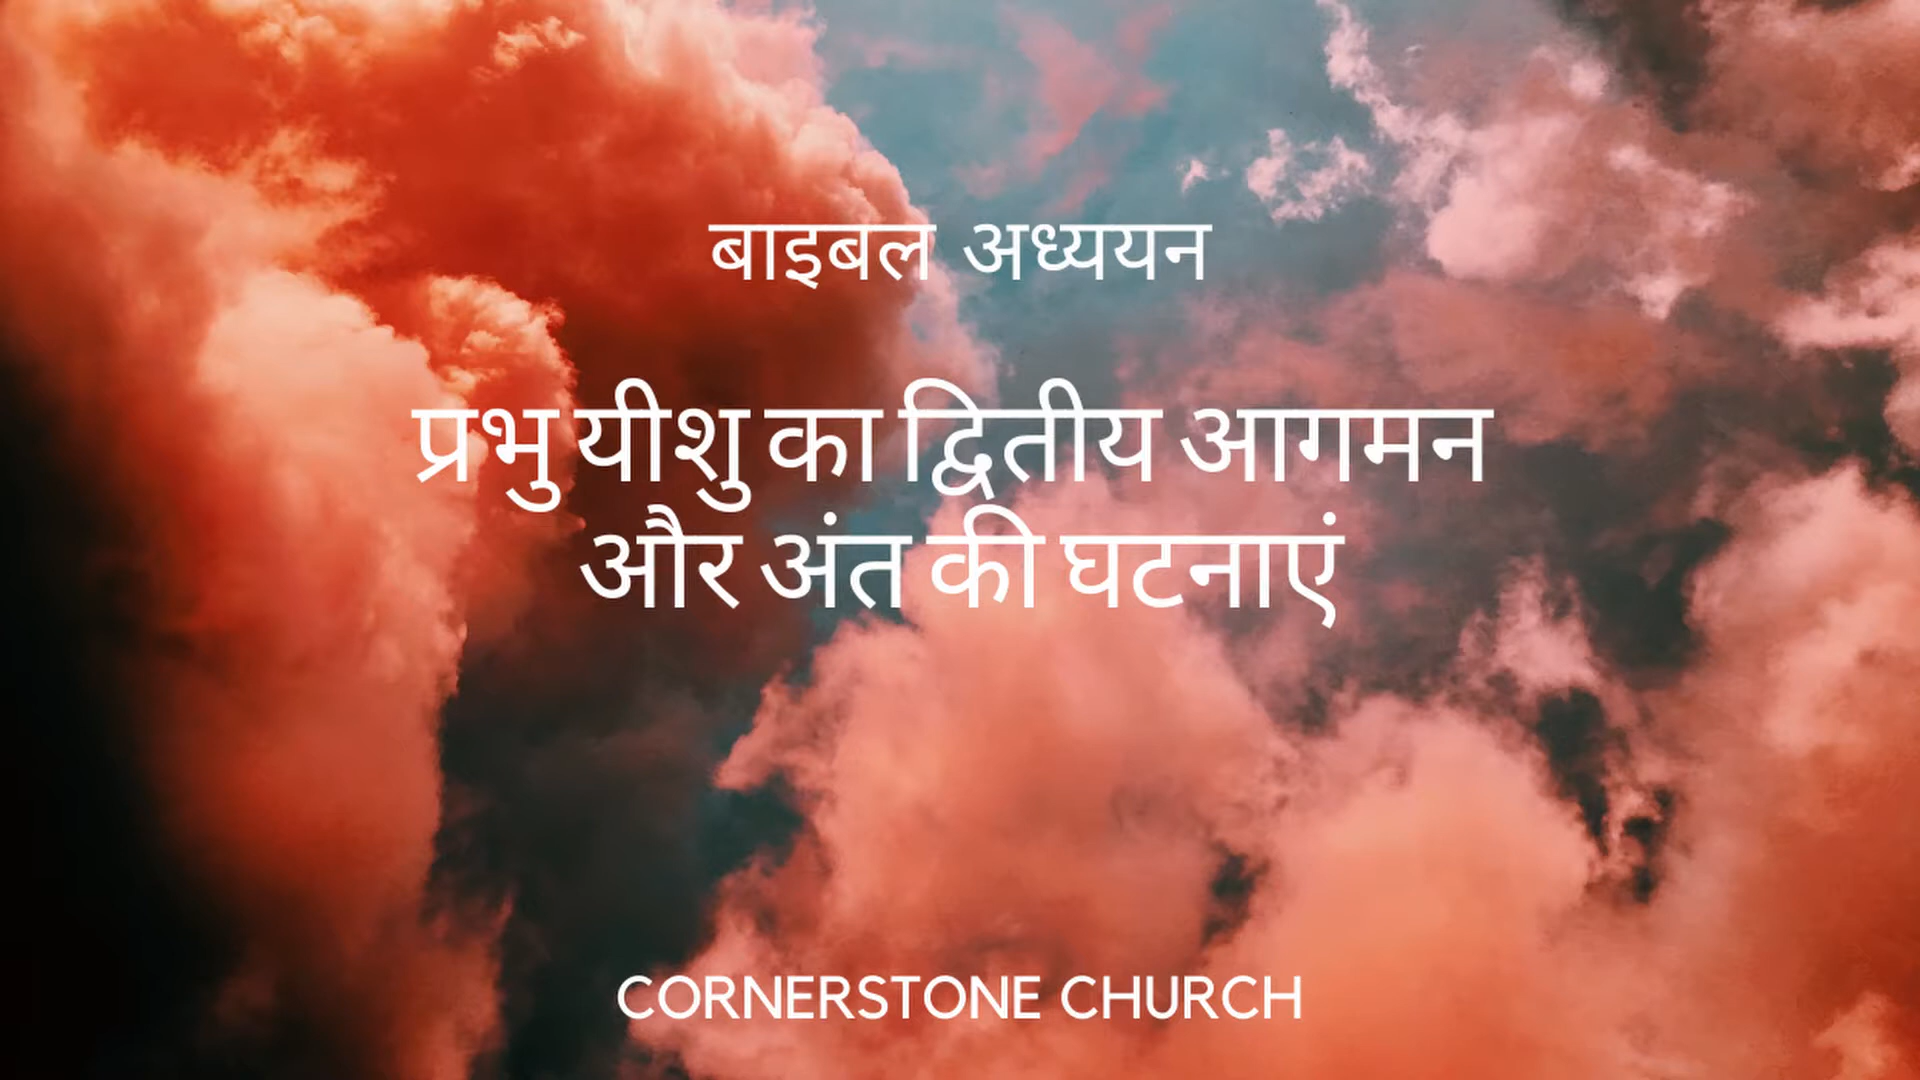 बाइबल अध्ययन
प्रभु यीशु का द्वितीय आगमन
और अंत की घटनाएं
CORNERSTONE CHURCH